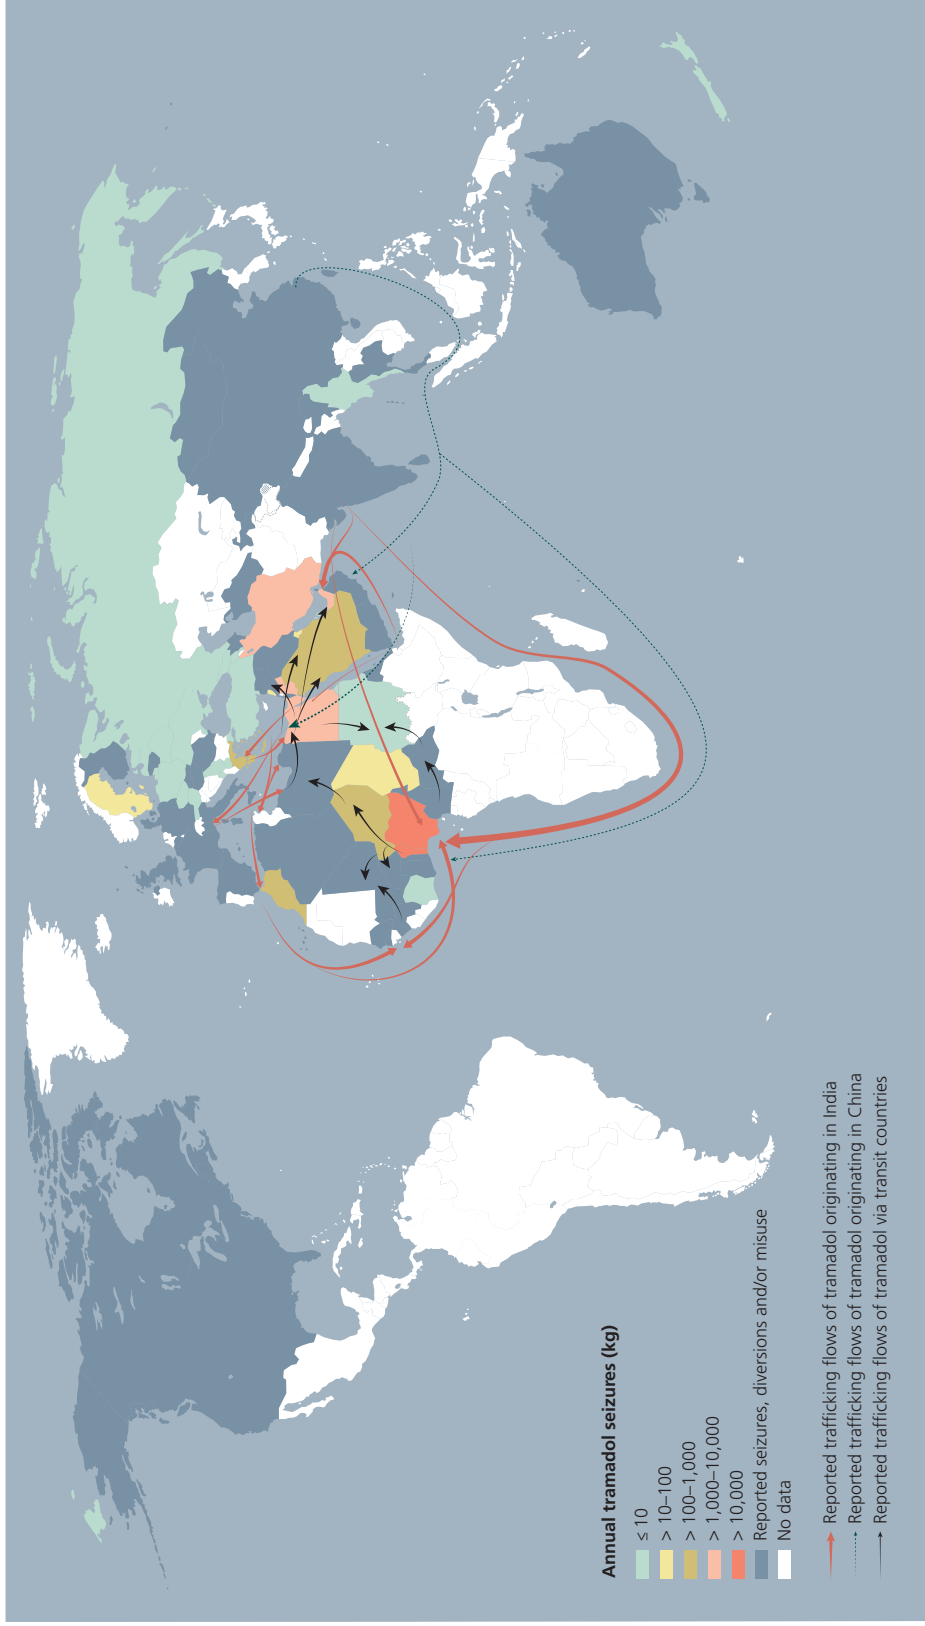 Annual tramadol seizures (kg)
≤ 10
> 10–100
> 100–1,000
> 1,000–10,000
> 10,000
Reported seizures, diversions and/or misuse
No data
Reported trafficking flows of tramadol originating in India
Reported trafficking flows of tramadol originating in China
Reported trafficking flows of tramadol via transit countries